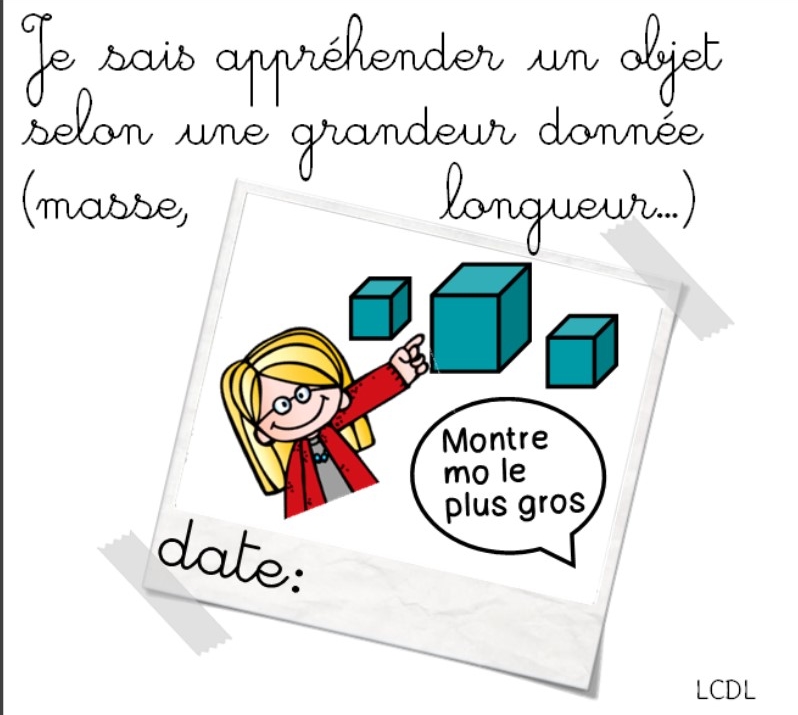 Je sais appréhender un objet
selon une grandeur donnée
(masse, longueur...)
Montre
mo le
plus gros
date:
LCDL